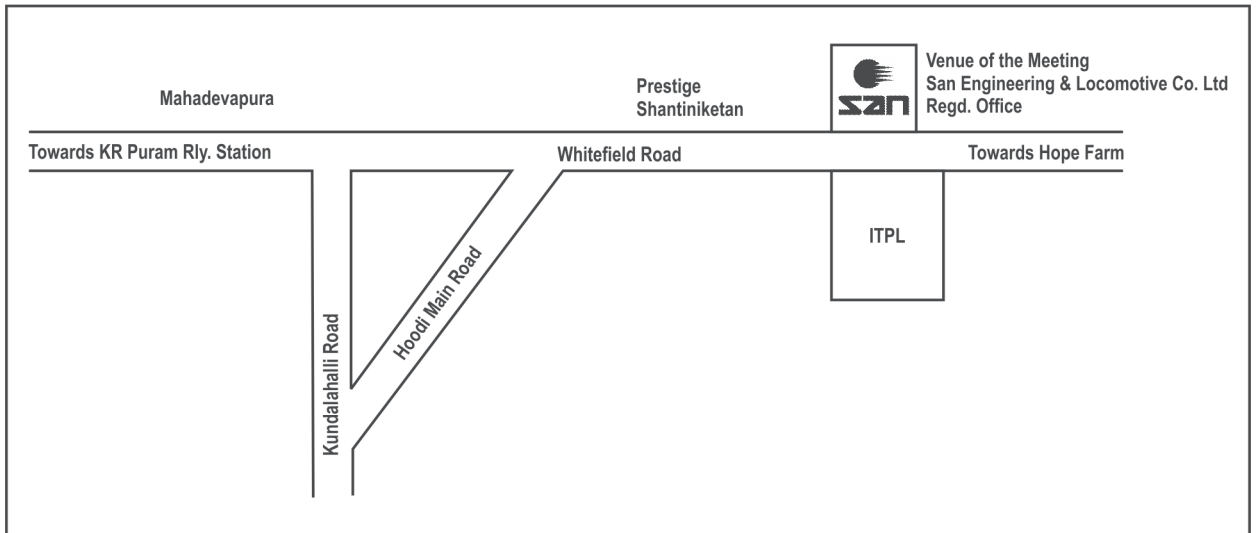 Mahadevapura
Prestige
Shantiniketan
san
Venue of the Meeting
San Engineering & Locomotive Co. Ltd
Regd. Office
Towards KR Puram Rly. Station
Whitefield Road
Towards Hope Farm
ITPL
Hoodi Main Road
Kundalahalli Road